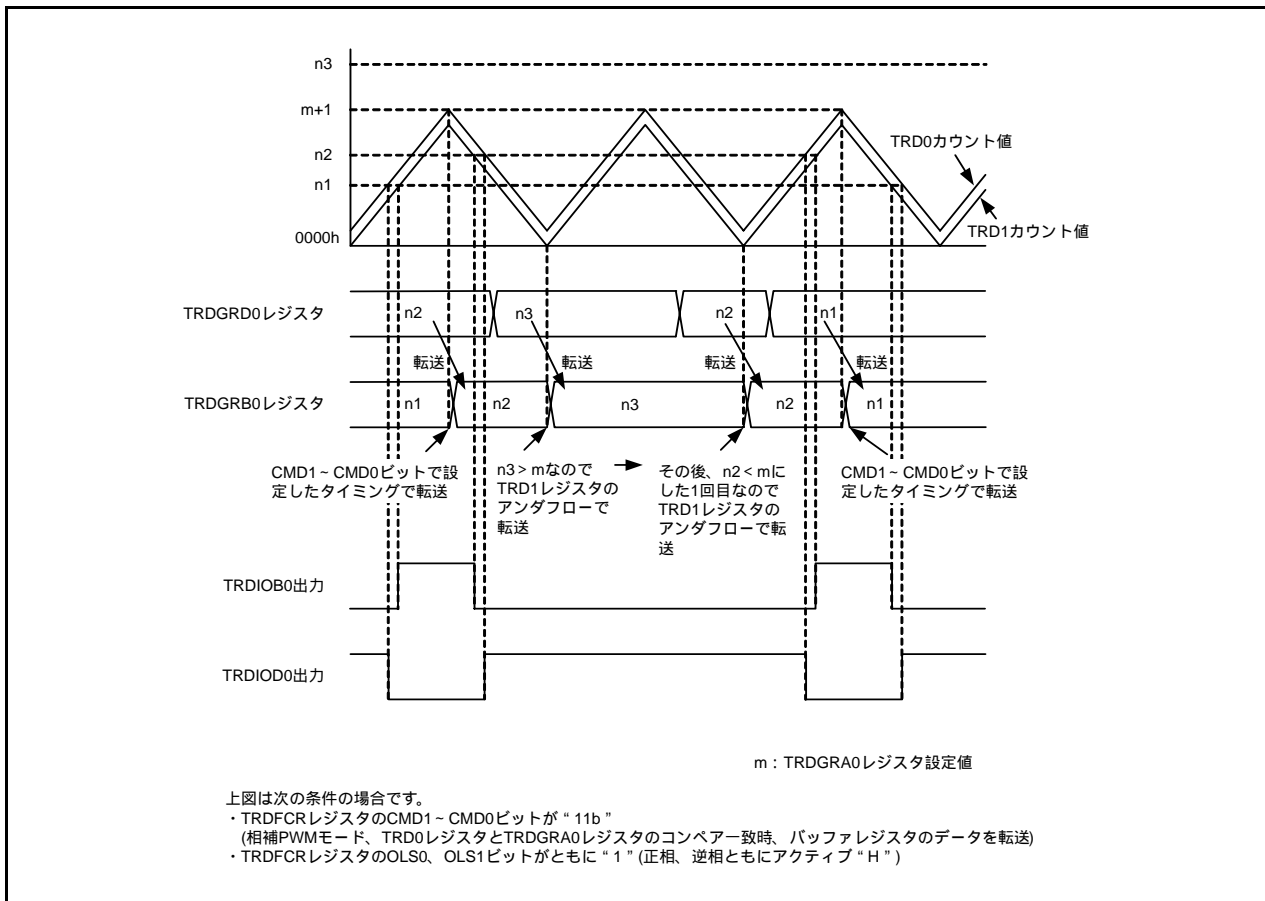 n3
m+1
n2
n1
0000h
TRD0カウント値
TRD1カウント値
TRDGRD0レジスタ
n2
n3
n2
n1
転送
転送
転送
転送
TRDGRB0レジスタ
n1
n2
n3
n2
n1
CMD1~CMD0ビットで設
定したタイミングで転送
n3>mなので
TRD1レジスタの
アンダフローで
転送
その後、n2<mに
した1回目なので
TRD1レジスタの
アンダフローで転
送
CMD1~CMD0ビットで設
定したタイミングで転送
TRDIOB0出力
TRDIOD0出力
m:TRDGRA0レジスタ設定値
上図は次の条件の場合です。
・TRDFCRレジスタのCMD1~CMD0ビットが“11b”
(相補PWMモード、TRD0レジスタとTRDGRA0レジスタのコンペア一致時、バッファレジスタのデータを転送)
・TRDFCRレジスタのOLS0、OLS1ビットがともに“1”(正相、逆相ともにアクティブ“H”)